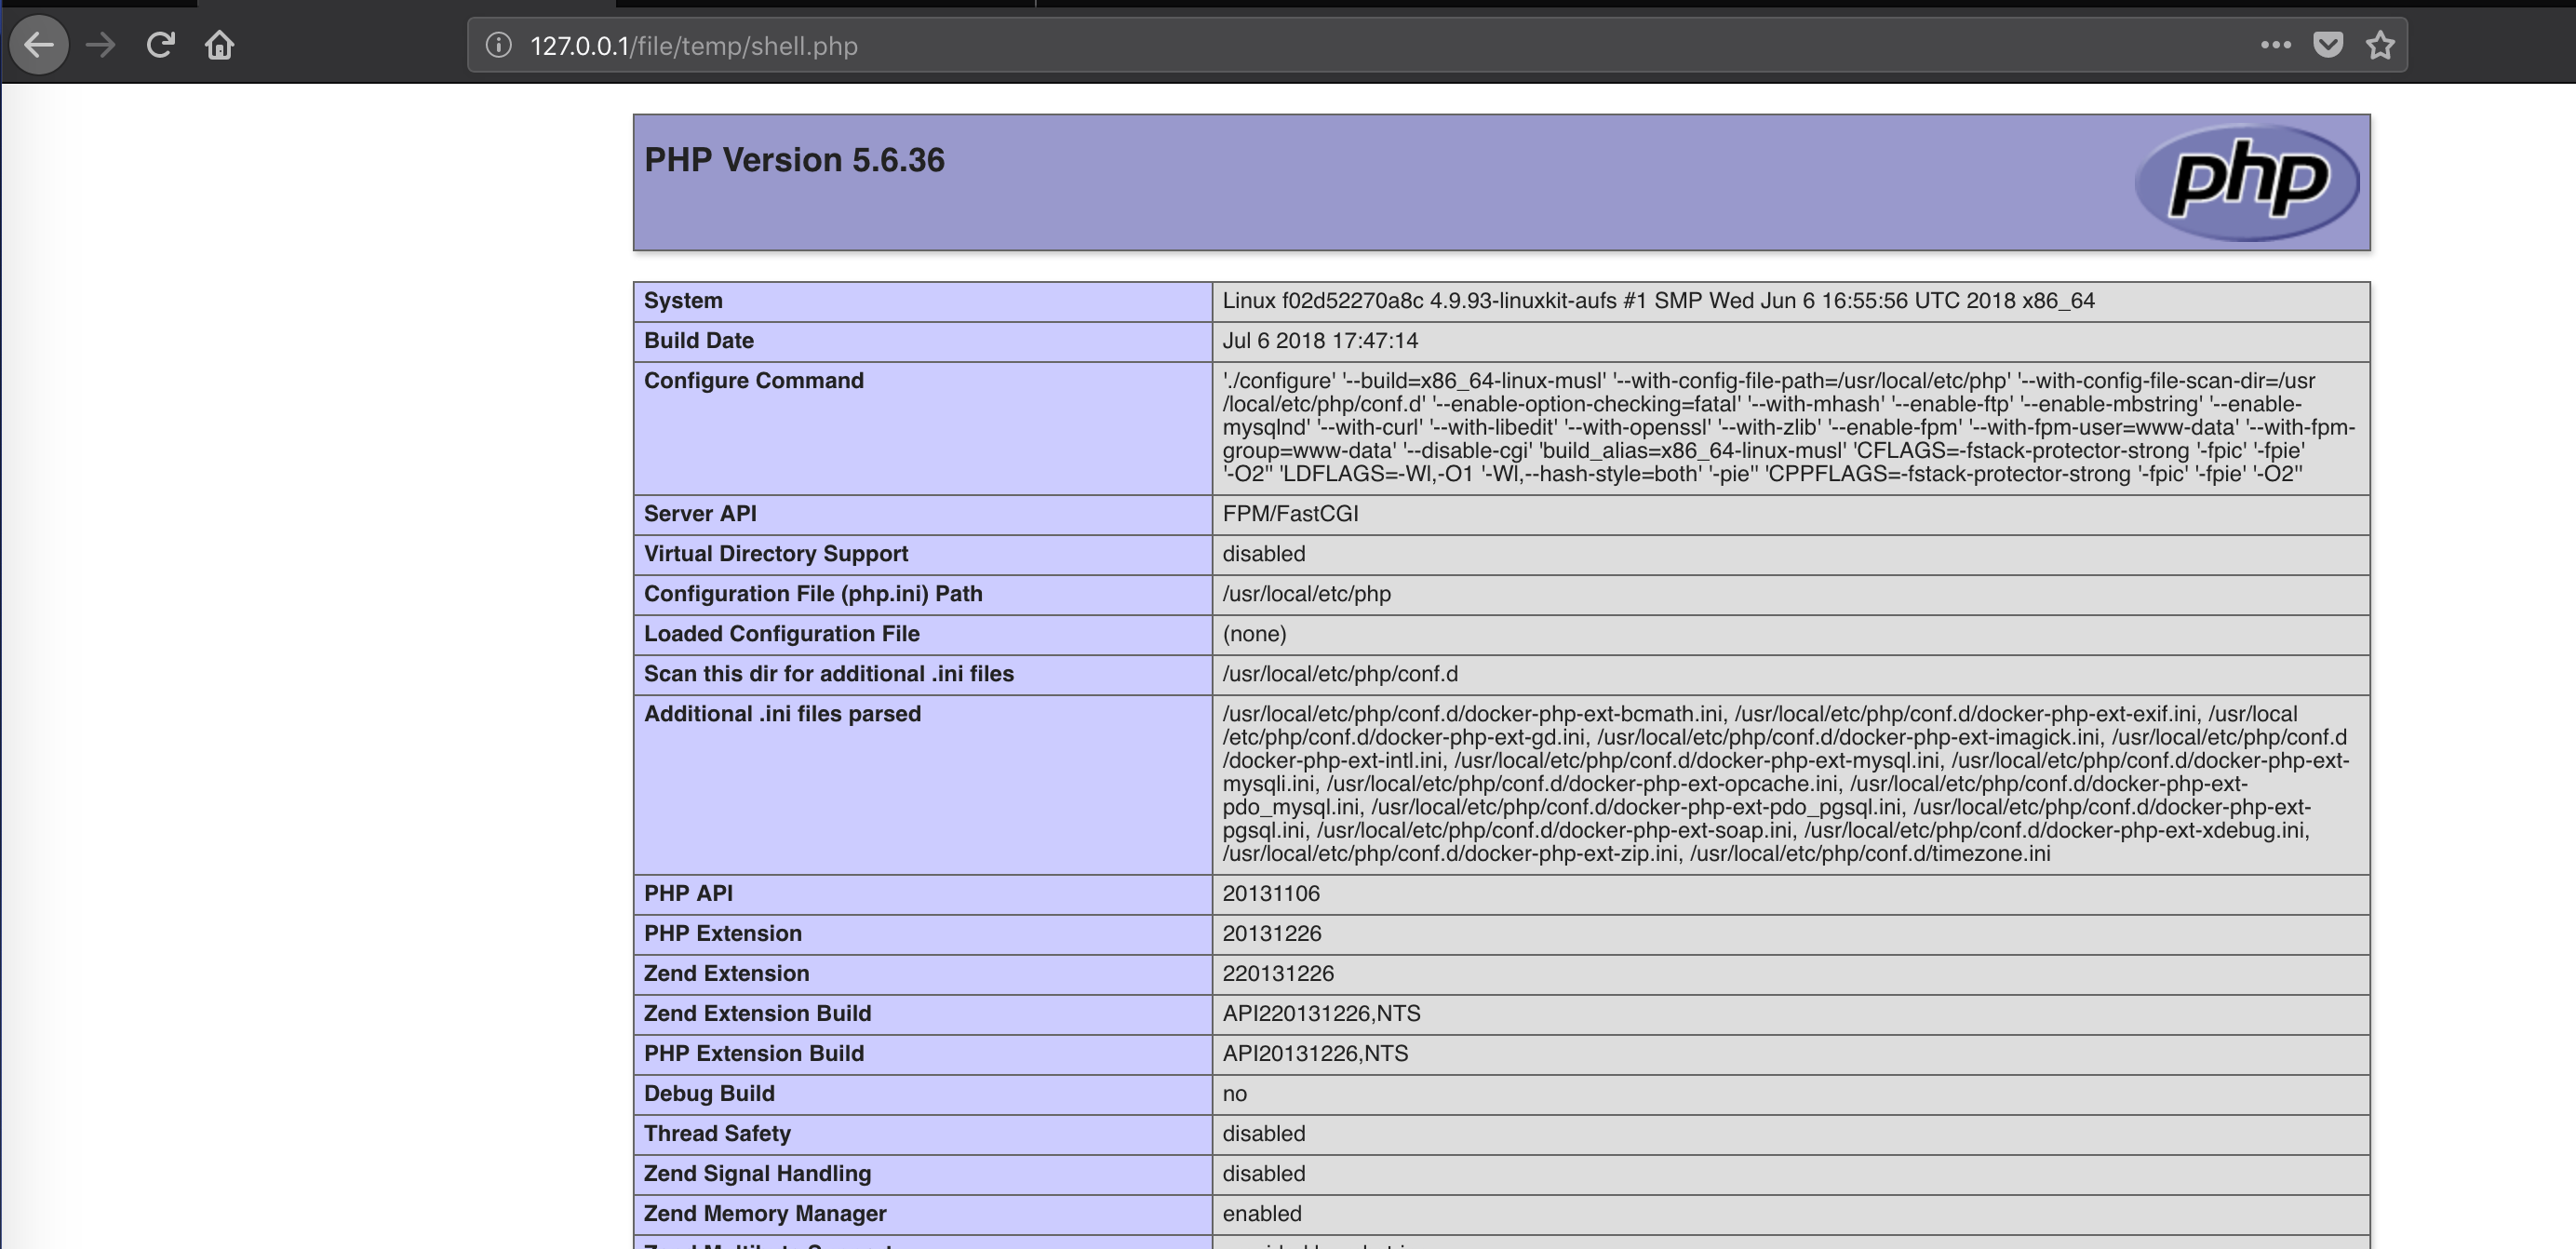 127.0.0.1/file/temp/shell.php
PHP Version 5.6.36
php
System
Linux f02d52270a8c 4.9.93-linuxkit-aufs #1 SMP Wed Jun 6 16:55:56 UTC 2018 x86_64
Build Date
Jul 6 2018 17:47:14
Configure Command
'./configure' '--build=x86_64-linux-musl' '--with-config-file-path=/usr/local/etc/php' '--with-config-file-scan-dir=/usr
/local/etc/php/conf.d' '--enable-option-checking=fatal' '--with-mhash' '--enable-ftp' '--enable-mbstring' '--enable-
mysqlnd' '--with-curl' '--with-libedit' '--with-openssl' '--with-zlib' '--enable-fpm' '--with-fpm-user=www-data' '--with-fpm-
group=www-data' '--disable-cgi' 'build_alias=x86_64-linux-musl' 'CFLAGS=-fstack-protector-strong '-fpic' '-fpie'
'-O2'' 'LDFLAGS=-Wl,-O1 '-Wl,--hash-style=both' '-pie'' 'CPPFLAGS=-fstack-protector-strong '-fpic' '-fpie' '-O2''
Server API
FPM/FastCGI
Virtual Directory Support
disabled
Configuration File (php.ini) Path
/usr/local/etc/php
Loaded Configuration File
(none)
Scan this dir for additional .ini files
/usr/local/etc/php/conf.d
Additional .ini files parsed
/usr/local/etc/php/conf.d/docker-php-ext-bcmath.ini, /usr/local/etc/php/conf.d/docker-php-ext-exif.ini, /usr/local
/etc/php/conf.d/docker-php-ext-gd.ini, /usr/local/etc/php/conf.d/docker-php-ext-imagick.ini, /usr/local/etc/php/conf.d
/docker-php-ext-intl.ini, /usr/local/etc/php/conf.d/docker-php-ext-mysql.ini, /usr/local/etc/php/conf.d/docker-php-ext-
mysqli.ini, /usr/local/etc/php/conf.d/docker-php-ext-opcache.ini, /usr/local/etc/php/conf.d/docker-php-ext-
pdo_mysql.ini, /usr/local/etc/php/conf.d/docker-php-ext-pdo_pgsql.ini, /usr/local/etc/php/conf.d/docker-php-ext-
pgsql.ini, /usr/local/etc/php/conf.d/docker-php-ext-soap.ini, /usr/local/etc/php/conf.d/docker-php-ext-xdebug.ini,
/usr/local/etc/php/conf.d/docker-php-ext-zip.ini, /usr/local/etc/php/conf.d/timezone.ini
PHP API
20131106
PHP Extension
20131226
Zend Extension
220131226
Zend Extension Build
API220131226,NTS
PHP Extension Build
API20131226,NTS
Debug Build
no
Thread Safety
disabled
Zend Signal Handling
disabled
Zend Memory Manager
enabled